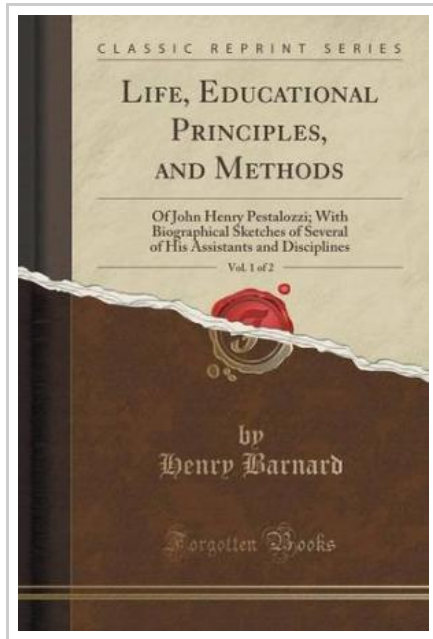 CLASSIC REPRINT SERIES
LIFE, EDUCATIONAL
PRINCIPLES,
AND METHODS
Of John Henry Pestalozzi; With
Biographical Sketches of Several
of His Assistants and Disciplines
Vol. 1 of 2
by
Henry Barnard
Forgotten Books